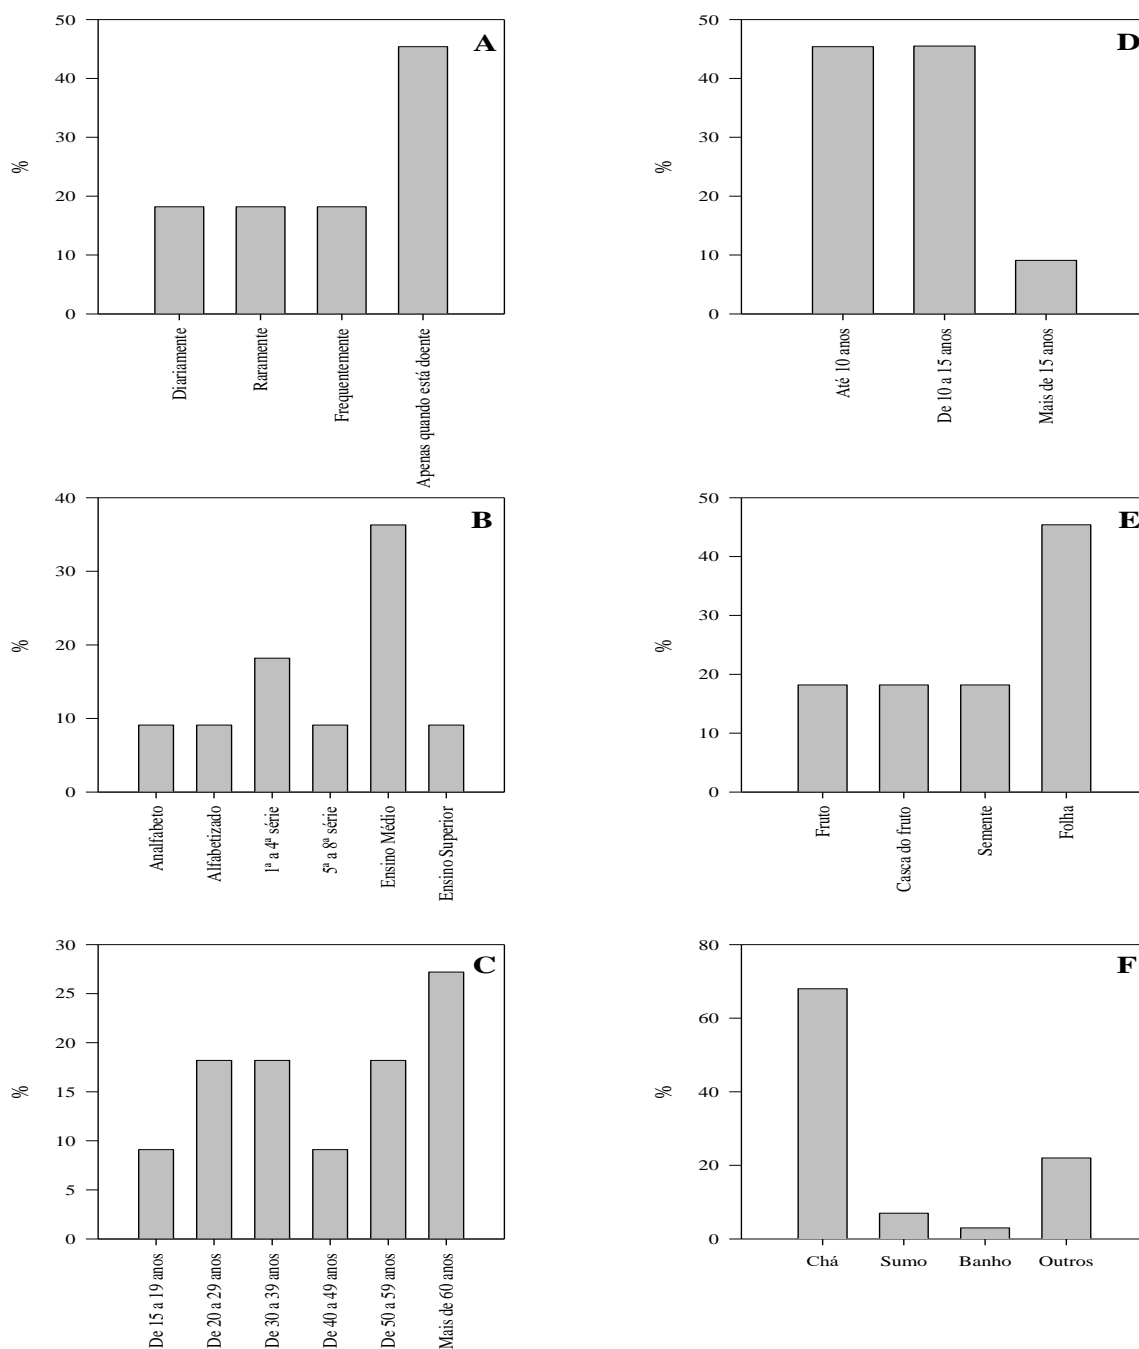 A
50
40
30
20
10
0
%
Diariamente
Raramente
Frequentemente
Apenas quando está doente
D
50
40
30
20
10
0
%
Até 10 anos
De 10 a 15 anos
Mais de 15 anos
B
40
30
20
10
0
%
Analfabeto
Alfabetizado
1ª a 4ª série
5ª a 8ª série
Ensino Médio
Ensino Superior
E
50
40
30
20
10
0
%
Fruto
Casca do fruto
Semente
Folha
C
30
25
20
15
10
5
0
%
De 15 a 19 anos
De 20 a 29 anos
De 30 a 39 anos
De 40 a 49 anos
De 50 a 59 anos
Mais de 60 anos
F
80
60
40
20
0
%
Chá Sumo Banho Outros